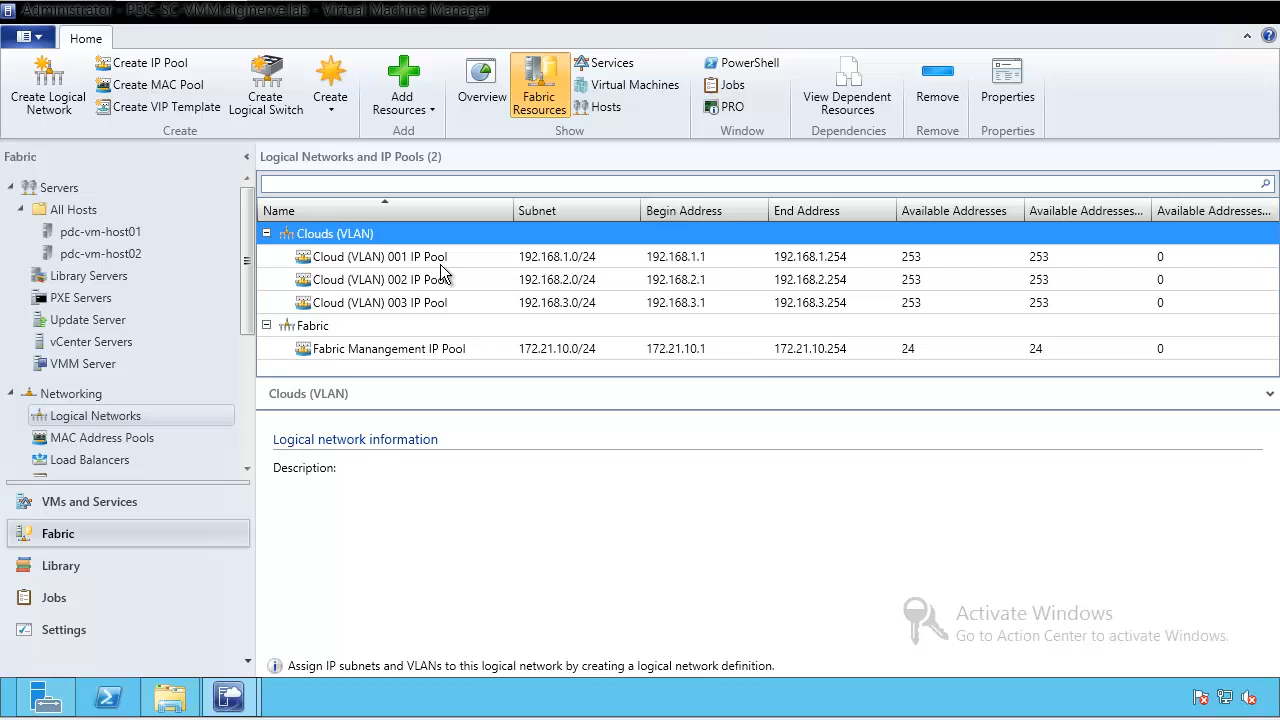 Administrator - PDC-SC-VMM.diginerve.lab - Virtual Machine Manager
Home
Create Logical Network
Create IP Pool
Create MAC Pool
Create VIP Template
Create Logical Switch
Create
Create
Add Resources
Add
Overview
Fabric Resources
Services
Virtual Machines
Hosts
Show
PowerShell
Jobs
PRO
Window
View Dependent Resources
Dependencies
Remove
Remove
Properties
Properties
Fabric
Servers
All Hosts
pdc-vm-host01
pdc-vm-host02
Library Servers
PXE Servers
Update Server
vCenter Servers
VMM Server
Networking
Logical Networks
MAC Address Pools
Load Balancers
VMs and Services
Fabric
Library
Jobs
Settings
Logical Networks and IP Pools (2)
Name Subnet Begin Address End Address Available Addresses Available Addresses... Available Addresses...
Clouds (VLAN)
Cloud (VLAN) 001 IP Pool 192.168.1.0/24 192.168.1.1 192.168.1.254 253 253 0
Cloud (VLAN) 002 IP Pool 192.168.2.0/24 192.168.2.1 192.168.2.254 253 253 0
Cloud (VLAN) 003 IP Pool 192.168.3.0/24 192.168.3.1 192.168.3.254 253 253 0
Fabric
Fabric Manangement IP Pool 172.21.10.0/24 172.21.10.1 172.21.10.254 24 24 0
Clouds (VLAN)
Logical network information
Description:
Activate Windows
Go to Action Center to activate Windows.
Assign IP subnets and VLANs to this logical network by creating a logical network definition.